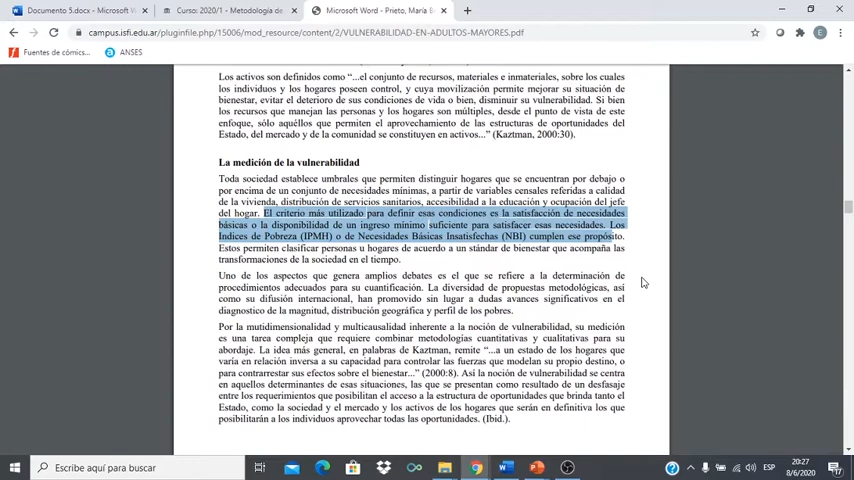 Documento 5.docx - Microsoft W
Curso: 2020/1 - Metodología de
Microsoft Word - Prieto, María B
campus.isfi.edu.ar/pluginfile.php/15006/mod_resource/content/2/VULNERABILIDAD-EN-ADULTOS-MAYORES.pdf
E
Fuentes de cómics...
ANSES
Los activos son definidos como “...el conjunto de recursos, materiales e inmateriales, sobre los cuales
los individuos y los hogares poseen control, y cuya movilización permite mejorar su situación de
bienestar, evitar el deterioro de sus condiciones de vida o bien, disminuir su vulnerabilidad. Si bien
los recursos que manejan las personas y los hogares son múltiples, desde el punto de vista de este
enfoque, sólo aquéllos que permiten el aprovechamiento de las estructuras de oportunidades del
Estado, del mercado y de la comunidad se constituyen en activos...” (Kaztman, 2000:30).
La medición de la vulnerabilidad
Toda sociedad establece umbrales que permiten distinguir hogares que se encuentran por debajo o
por encima de un conjunto de necesidades mínimas, a partir de variables censales referidas a calidad
de la vivienda, distribución de servicios sanitarios, accesibilidad a la educación y ocupación del jefe
del hogar. El criterio más utilizado para definir esas condiciones es la satisfacción de necesidades
básicas o la disponibilidad de un ingreso mínimo suficiente para satisfacer esas necesidades. Los
Índices de Pobreza (IPMH) o de Necesidades Básicas Insatisfechas (NBI) cumplen ese propósito.
Estos permiten clasificar personas u hogares de acuerdo a un stándar de bienestar que acompaña las
transformaciones de la sociedad en el tiempo.
Uno de los aspectos que genera amplios debates es el que se refiere a la determinación de
procedimientos adecuados para su cuantificación. La diversidad de propuestas metodológicas, así
como su difusión internacional, han promovido sin lugar a dudas avances significativos en el
diagnostico de la magnitud, distribución geográfica y perfil de los pobres.
Por la mutidimensionalidad y multicausalidad inherente a la noción de vulnerabilidad, su medición
es una tarea compleja que requiere combinar metodologías cuantitativas y cualitativas para su
abordaje. La idea más general, en palabras de Kaztman, remite “...a un estado de los hogares que
varía en relación inversa a su capacidad para controlar las fuerzas que modelan su propio destino, o
para contrarrestar sus efectos sobre el bienestar...” (2000:8). Así la noción de vulnerabilidad se centra
en aquellos determinantes de esas situaciones, las que se presentan como resultado de un desfasaje
entre los requerimientos que posibilitan el acceso a la estructura de oportunidades que brinda tanto el
Estado, como la sociedad y el mercado y los activos de los hogares que serán en definitiva los que
posibilitarán a los individuos aprovechar todas las oportunidades. (Ibid.).
Escribe aquí para buscar
ESP
20:27
8/6/2020
17